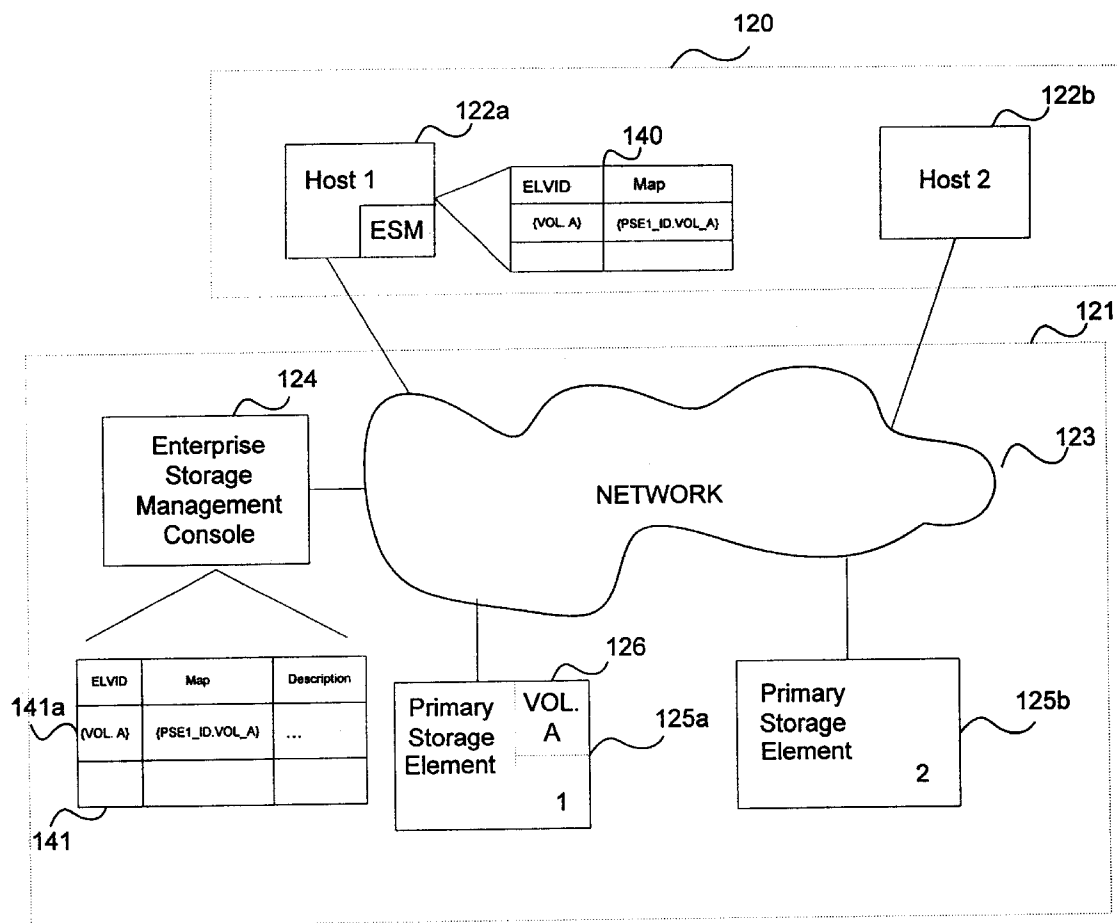 120
122a
122b
140
Host 1
ESM
ELVID Map
{VOL. A} {PSE1_ID.VOL_A}
Host 2
121
124
Enterprise
Storage
Management
Console
NETWORK
123
ELVID Map Description
141a
{VOL. A} {PSE1_ID.VOL_A} ...
141
126
Primary
Storage
Element
1
VOL.
A
125a
Primary
Storage
Element
2
125b